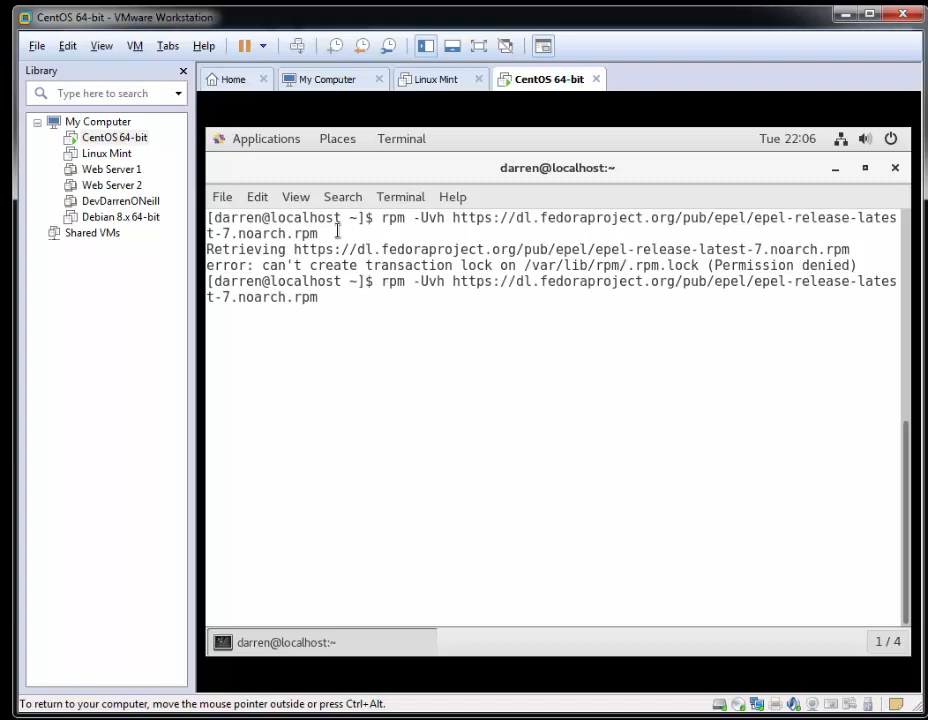 CentOS 64-bit - VMware Workstation
File Edit View VM Tabs Help
Library
Type here to search
My Computer
CentOS 64-bit
Linux Mint
Web Server 1
Web Server 2
DevDarrenONeill
Debian 8.x 64-bit
Shared VMs
Home My Computer Linux Mint CentOS 64-bit
Applications Places Terminal Tue 22:06
darren@localhost:~
File Edit View Search Terminal Help
[darren@localhost ~]$ rpm -Uvh https://dl.fedoraproject.org/pub/epel/epel-release-lates
t-7.noarch.rpm
Retrieving https://dl.fedoraproject.org/pub/epel/epel-release-latest-7.noarch.rpm
error: can't create transaction lock on /var/lib/rpm/.rpm.lock (Permission denied)
[darren@localhost ~]$ rpm -Uvh https://dl.fedoraproject.org/pub/epel/epel-release-lates
t-7.noarch.rpm
darren@localhost:~ 1 / 4
To return to your computer, move the mouse pointer outside or press Ctrl+Alt.